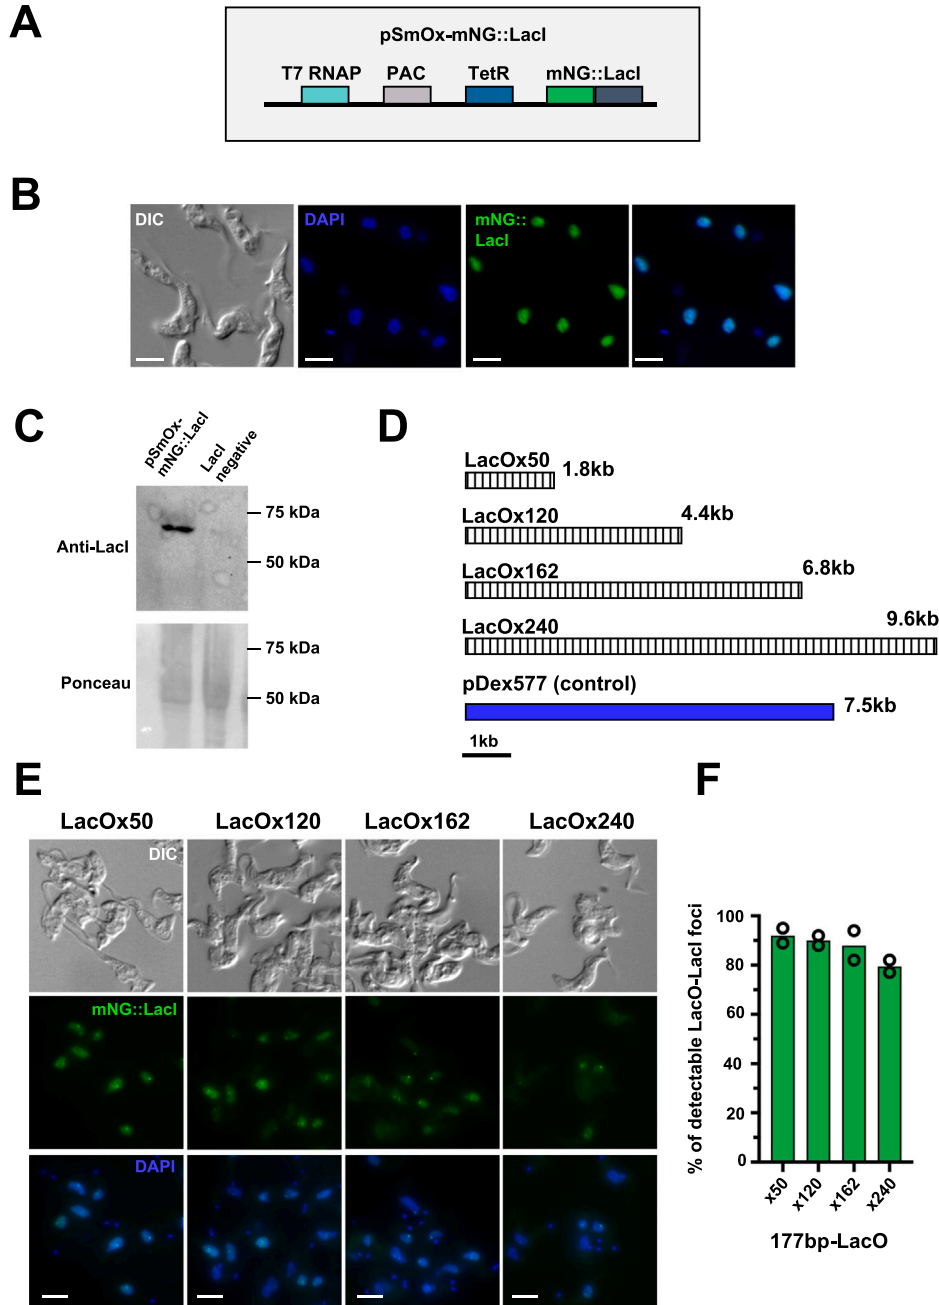 A
pSmOx-mNG::LacI
T7 RNAP PAC TetR mNG::LacI
B
DIC DAPI mNG::
LacI
C
pSmOx-
mNG::LacI
LacI
negative
75 kDa
Anti-LacI
50 kDa
75 kDa
Ponceau
50 kDa
D
LacOx50
1.8kb
LacOx120
4.4kb
LacOx162
6.8kb
LacOx240
9.6kb
pDex577 (control)
7.5kb
1kb
E
LacOx50 LacOx120 LacOx162 LacOx240
DIC
mNG::LacI
DAPI
F
% of detectable LacO-LacI foci
100
80
60
40
20
0
x50 x120 x162 x240
177bp-LacO